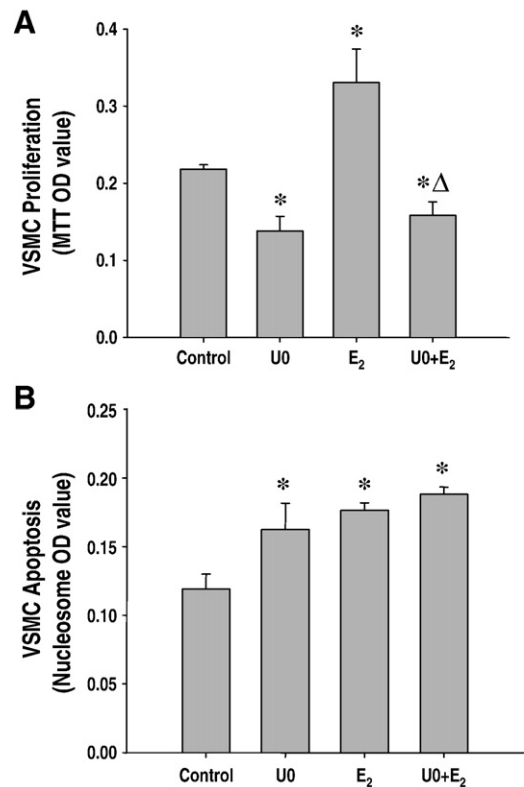 A
VSMC Proliferation
(MTT OD value)
0.4
0.3
0.2
0.1
0.0
*
*
*Δ
Control U0 E₂ U0+E₂
B
VSMC Apoptosis
(Nucleosome OD value)
0.25
0.20
0.15
0.10
0.05
0.00
* * *
Control U0 E₂ U0+E₂